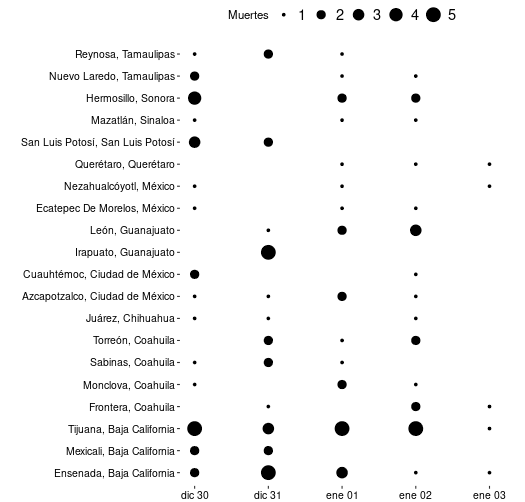 Muertes 1 2 3 4 5
Reynosa, Tamaulipas
Nuevo Laredo, Tamaulipas
Hermosillo, Sonora
Mazatlán, Sinaloa
San Luis Potosí, San Luis Potosí
Querétaro, Querétaro
Nezahualcóyotl, México
Ecatepec De Morelos, México
León, Guanajuato
Irapuato, Guanajuato
Cuauhtémoc, Ciudad de México
Azcapotzalco, Ciudad de México
Juárez, Chihuahua
Torreón, Coahuila
Sabinas, Coahuila
Monclova, Coahuila
Frontera, Coahuila
Tijuana, Baja California
Mexicali, Baja California
Ensenada, Baja California
dic 30 dic 31 ene 01 ene 02 ene 03